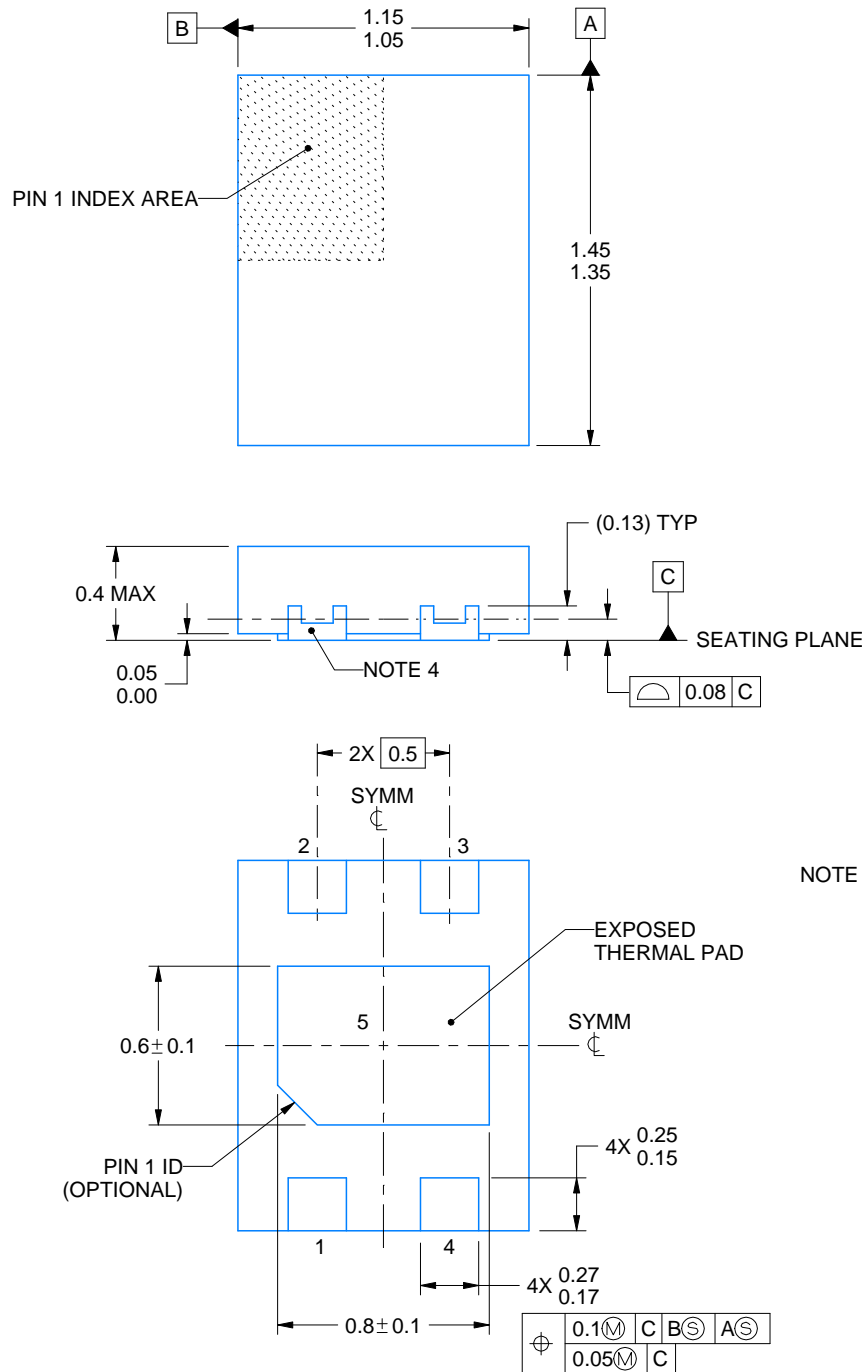 B
1.15
1.05
A
PIN 1 INDEX AREA
1.45
1.35
(0.13) TYP
C
0.4 MAX
SEATING PLANE
0.05
0.00
NOTE 4
0.08 C
2X 0.5
SYMM
℄
2
3
NOTE
EXPOSED
THERMAL PAD
5
SYMM
℄
0.6± 0.1
4X 0.25
0.15
PIN 1 ID
(OPTIONAL)
1
4
4X 0.27
0.17
0.8± 0.1
⌖ 0.1Ⓜ C BⓈ AⓈ
0.05Ⓜ C